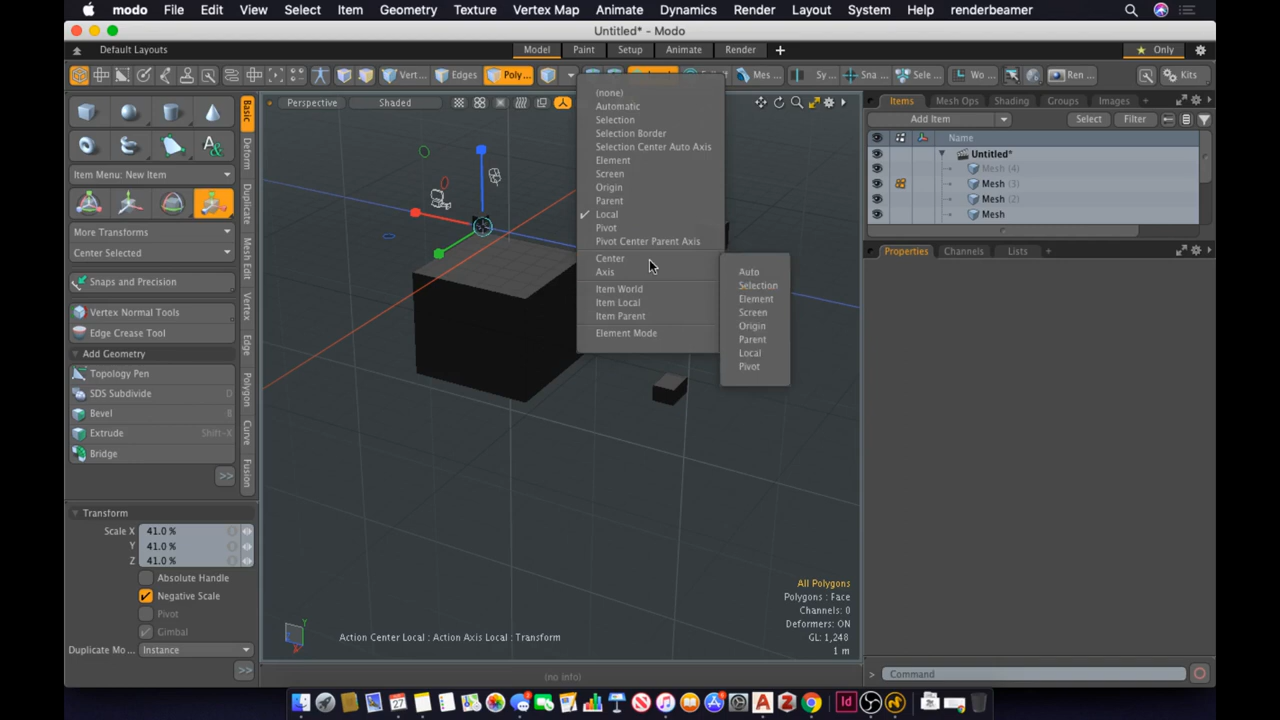 modo File Edit View Select Item Geometry Texture Vertex Map Animate Dynamics Render Layout System Help renderbeamer
Untitled* - Modo
Default Layouts Model Paint Setup Animate Render + Only
Vert... Edges Poly... Mes... Sy... Sna... Sele... Wo... Ren... Kits
Perspective Shaded
(none)
Automatic
Selection
Selection Border
Selection Center Auto Axis
Element
Screen
Origin
Parent
Local
Pivot
Pivot Center Parent Axis
Center
Axis
Item World
Item Local
Item Parent
Element Mode
Auto
Selection
Element
Screen
Origin
Parent
Local
Pivot
Item Menu: New Item
More Transforms
Center Selected
Snaps and Precision
Vertex Normal Tools
Edge Crease Tool
Add Geometry
Topology Pen
SDS Subdivide D
Bevel B
Extrude Shift-X
Bridge
>>
Basic
Deform
Duplicate
Mesh Edit
Vertex
Edge
Polygon
Curve
Fusion
Transform
Scale X 41.0 %
Y 41.0 %
Z 41.0 %
Absolute Handle
Negative Scale
Pivot
Gimbal
Duplicate Mo... Instance
>>
Y
Action Center Local : Action Axis Local : Transform
All Polygons
Polygons : Face
Channels: 0
Deformers: ON
GL: 1,248
1 m
(no info)
Items Mesh Ops Shading Groups Images +
Add Item Select Filter
Name
Untitled*
Mesh (4)
Mesh (3)
Mesh (2)
Mesh
Properties Channels Lists +
> Command
Id